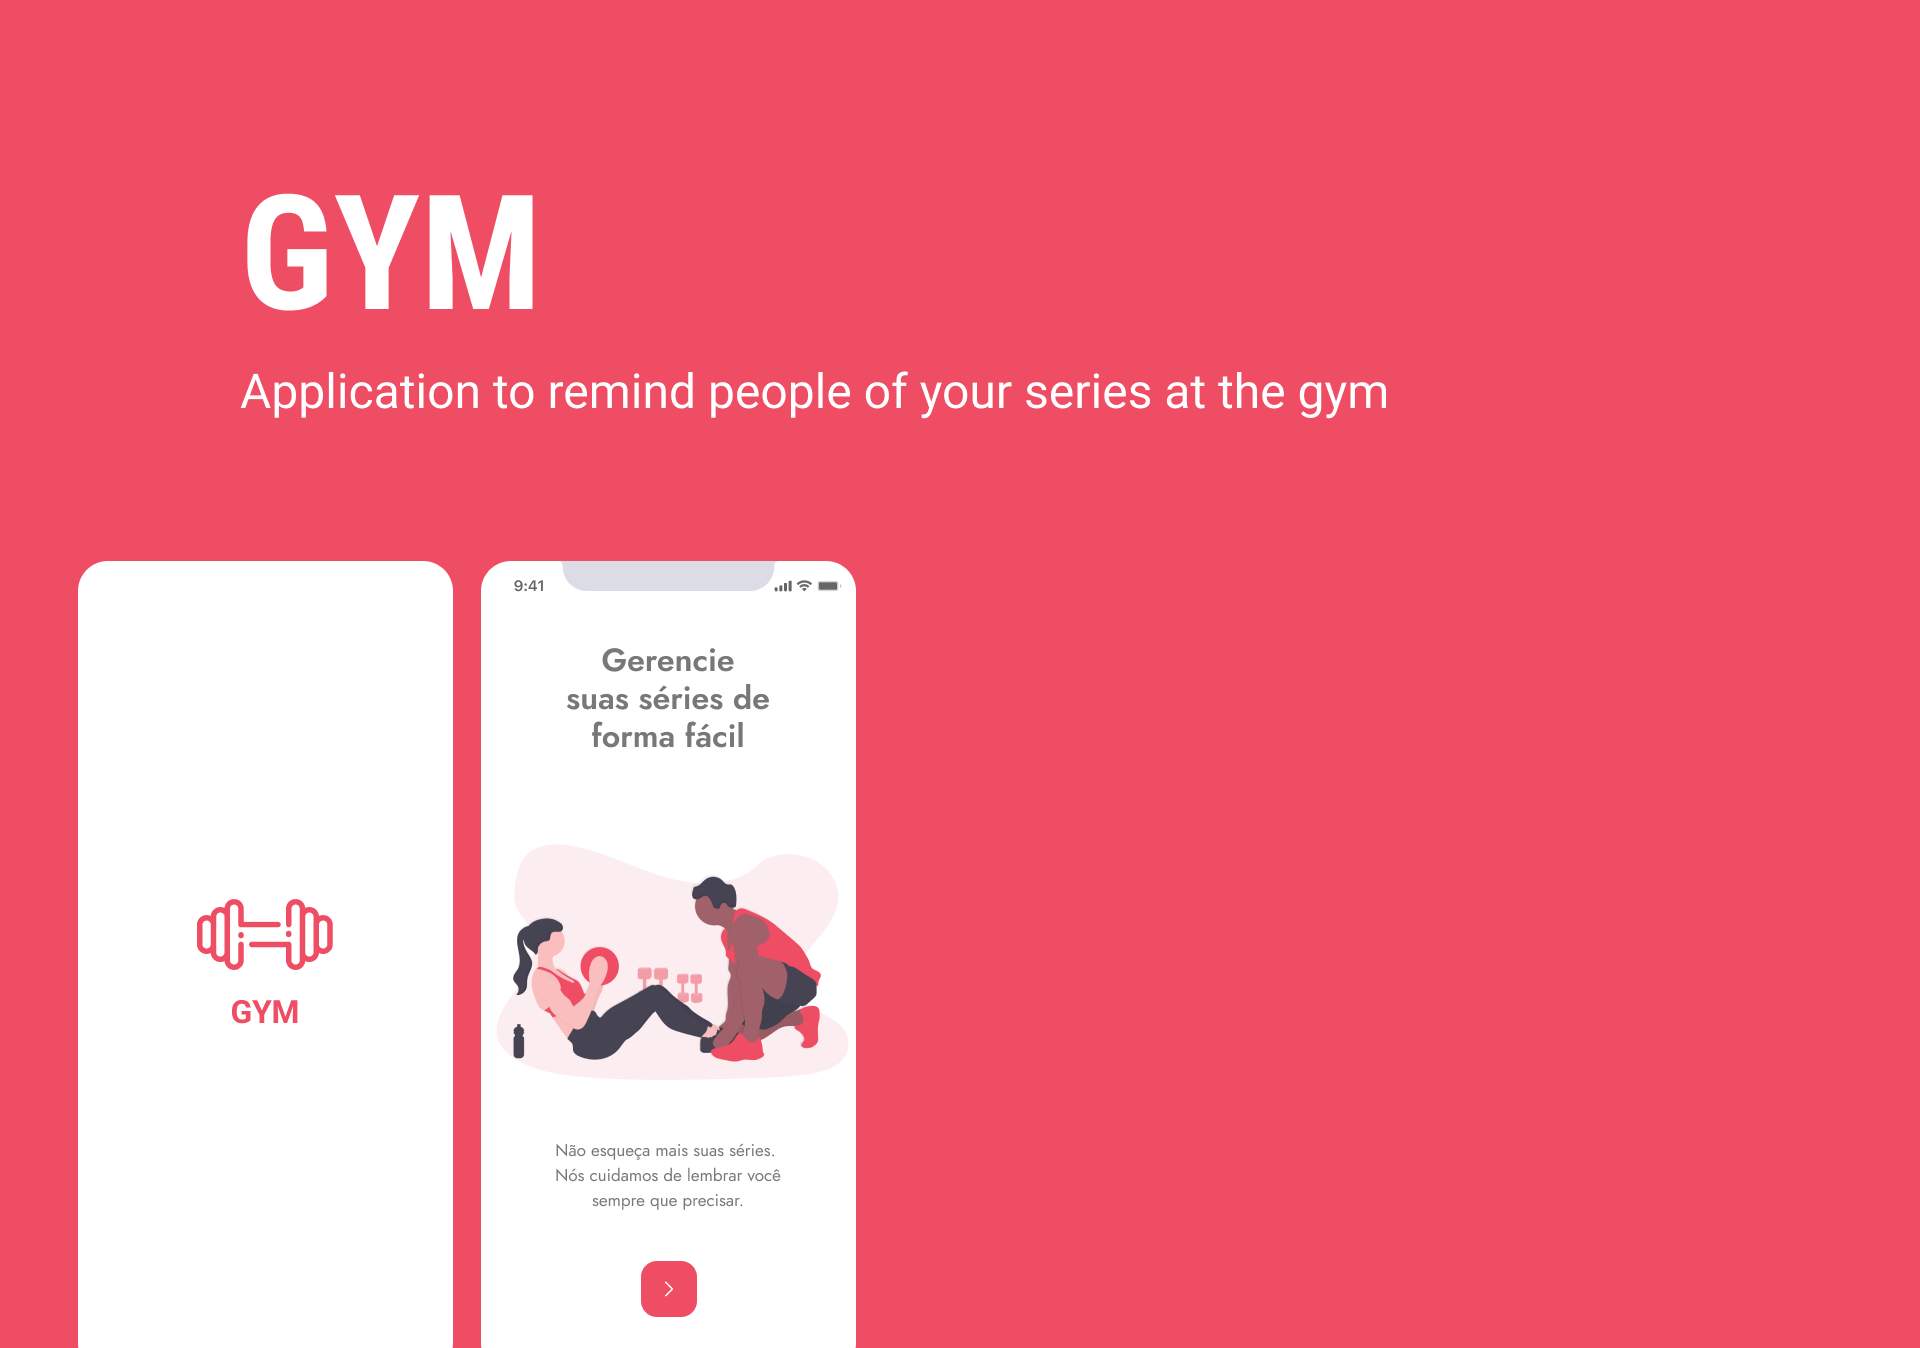 GYM
Application to remind people of your series at the gym
GYM
9:41
Gerencie
suas séries de
forma fácil
Não esqueça mais suas séries.
Nós cuidamos de lembrar você
sempre que precisar.